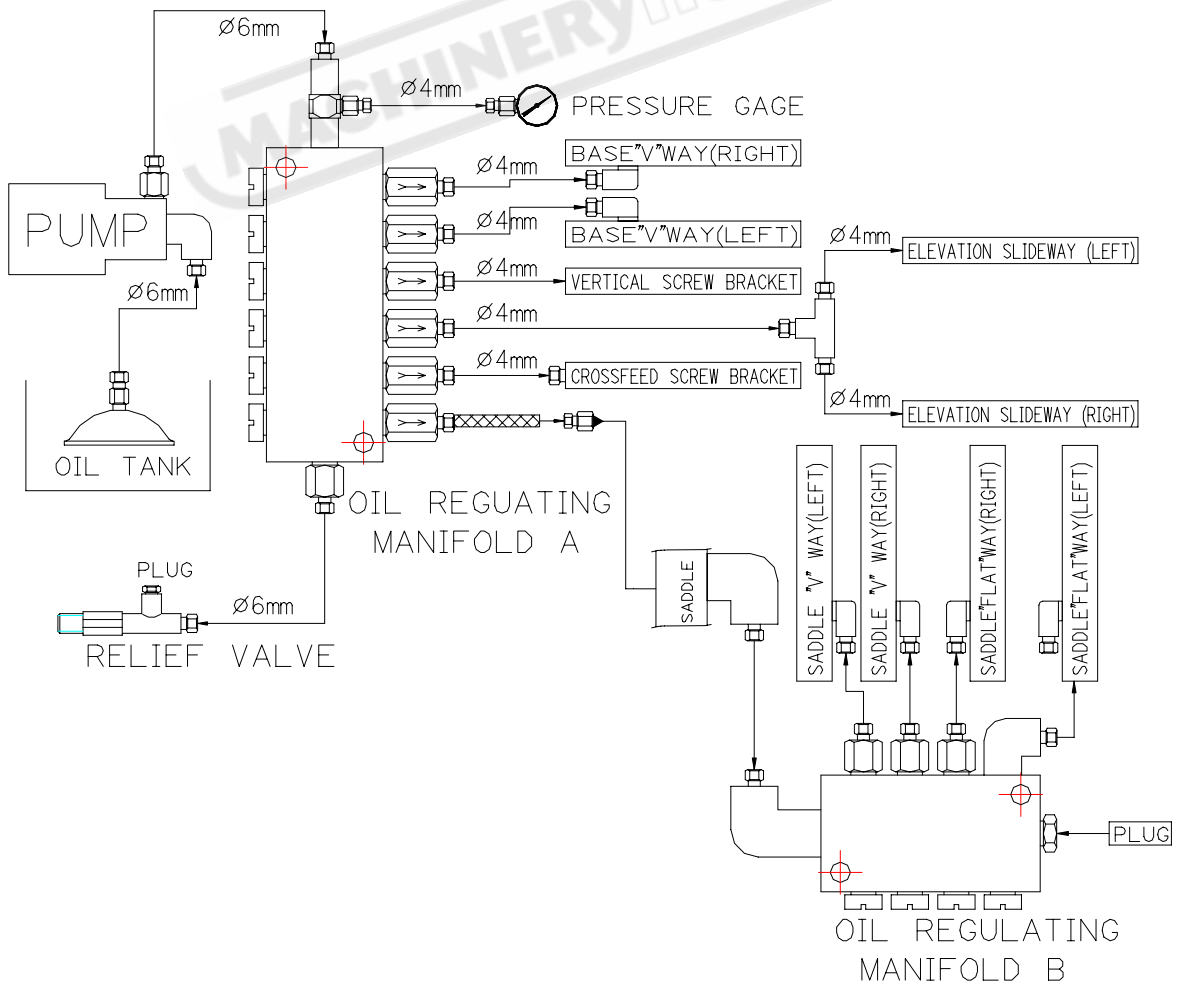 Ø6mm
MACHINERY
Ø4mm
PRESSURE GAGE
BASE"V"WAY(RIGHT)
Ø4mm
PUMP
Ø4mm
BASE"V"WAY(LEFT)
Ø4mm
ELEVATION SLIDEWAY (LEFT)
Ø4mm
VERTICAL SCREW BRACKET
Ø6mm
Ø4mm
Ø4mm
CROSSFEED SCREW BRACKET
Ø4mm
ELEVATION SLIDEWAY (RIGHT)
OIL TANK
OIL REGUATING
MANIFOLD A
SADDLE "V" WAY(LEFT)
SADDLE "V" WAY(RIGHT)
SADDLE"FLAT"WAY(RIGHT)
SADDLE"FLAT"WAY(LEFT)
PLUG
Ø6mm
SADDLE
RELIEF VALVE
PLUG
OIL REGULATING
MANIFOLD B